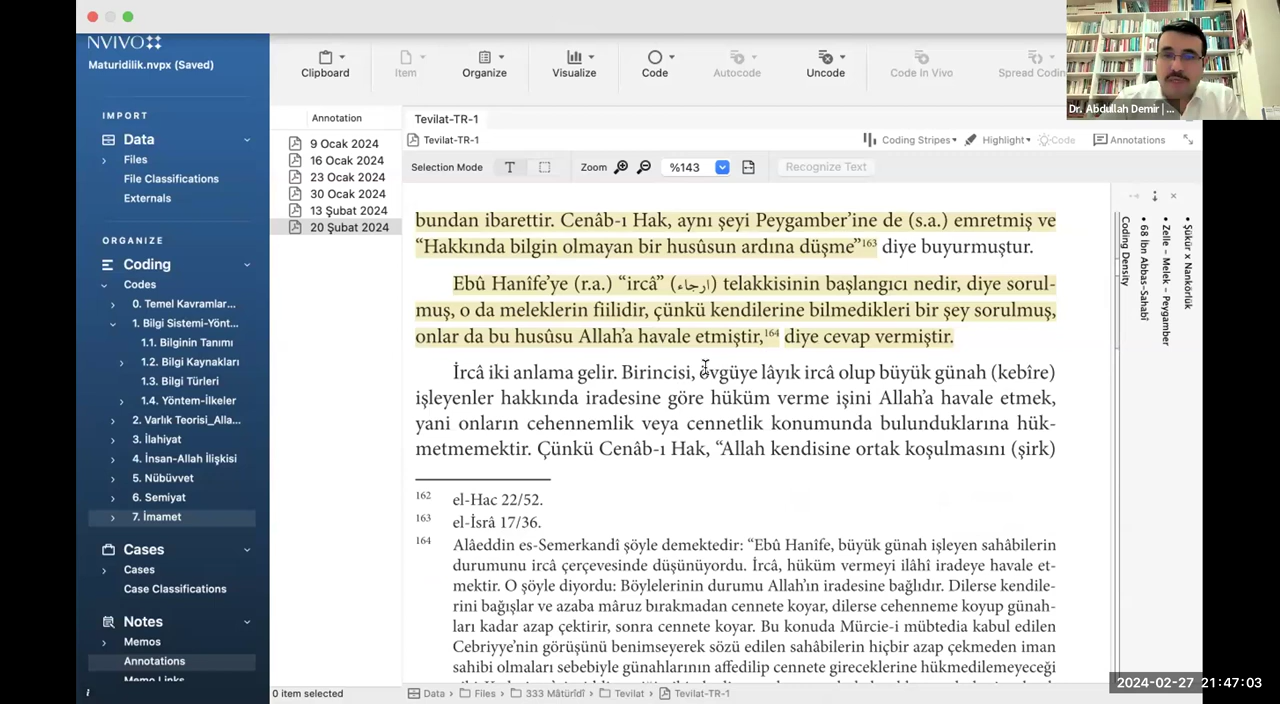 NVIVO
Maturidilik.nvpx (Saved)
IMPORT
Data
Files
File Classifications
Externals
ORGANIZE
Coding
Codes
0. Temel Kavramlar...
1. Bilgi Sistemi-Yönt...
1.1. Bilginin Tanımı
1.2. Bilgi Kaynakları
1.3. Bilgi Türleri
1.4. Yöntem-İlkeler
2. Varlık Teorisi_Alla...
3. İlahiyat
4. İnsan-Allah İlişkisi
5. Nübüvvet
6. Semiyat
7. İmamet
Cases
Cases
Case Classifications
Notes
Memos
Annotations
Memo Links
Clipboard
Item
Organize
Visualize
Code
Autocode
Uncode
Code In Vivo
Spread Codin
Dr. Abdullah Demir | ...
Annotation
9 Ocak 2024
16 Ocak 2024
23 Ocak 2024
30 Ocak 2024
13 Şubat 2024
20 Şubat 2024
0 item selected
Tevilat-TR-1
Tevilat-TR-1
Coding Stripes
Highlight
Code
Annotations
Selection Mode
T
Zoom
%143
Recognize Text
bundan ibarettir. Cenâb-ı Hak, aynı şeyi Peygamber’ine de (s.a.) emretmiş ve
“Hakkında bilgin olmayan bir husûsun ardına düşme”163 diye buyurmuştur.
Ebû Hanîfe’ye (r.a.) “ircâ” (ارجاء) telakkisinin başlangıcı nedir, diye sorul-
muş, o da meleklerin fiilidir, çünkü kendilerine bilmedikleri bir şey sorulmuş,
onlar da bu husûsu Allah’a havale etmiştir,164 diye cevap vermiştir.
İrcâ iki anlama gelir. Birincisi, övgüye lâyık ircâ olup büyük günah (kebîre)
işleyenler hakkında iradesine göre hüküm verme işini Allah’a havale etmek,
yani onların cehennemlik veya cennetlik konumunda bulunduklarına hük-
metmemektir. Çünkü Cenâb-ı Hak, “Allah kendisine ortak koşulmasını (şirk)
162 el-Hac 22/52.
163 el-İsrâ 17/36.
164 Alâeddin es-Semerkandî şöyle demektedir: “Ebû Hanîfe, büyük günah işleyen sahâbîlerin
durumunu ircâ çerçevesinde düşünüyordu. İrcâ, hüküm vermeyi ilâhî iradeye havale et-
mektir. O şöyle diyordu: Böylelerinin durumu Allah’ın iradesine bağlıdır. Dilerse kendile-
rini bağışlar ve azaba mâruz bırakmadan cennete koyar, dilerse cehenneme koyup günah-
ları kadar azap çektirir, sonra cennete koyar. Bu konuda Mürcie-i mübtedia kabul edilen
Cebriyye’nin görüşünü benimseyerek sözü edilen sahâbîlerin hiçbir azap çekmeden iman
sahibi olmaları sebebiyle günahlarının affedilip cennete gireceklerine hükmedilemeyeceği
Coding Density
68 İbn Abbas-Sahabî
Zelle - Melek - Peygamber
Şükür x Nankörlük
Data
Files
333 Mâtürîdî
Tevilat
Tevilat-TR-1
2024-02-27 21:47:03